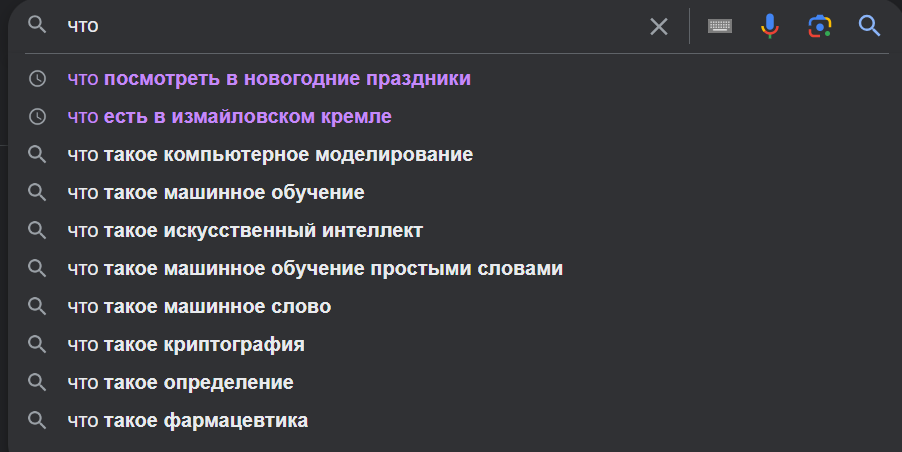 что
что посмотреть в новогодние праздники
что есть в измайловском кремле
что такое компьютерное моделирование
что такое машинное обучение
что такое искусственный интеллект
что такое машинное обучение простыми словами
что такое машинное слово
что такое криптография
что такое определение
что такое фармацевтика